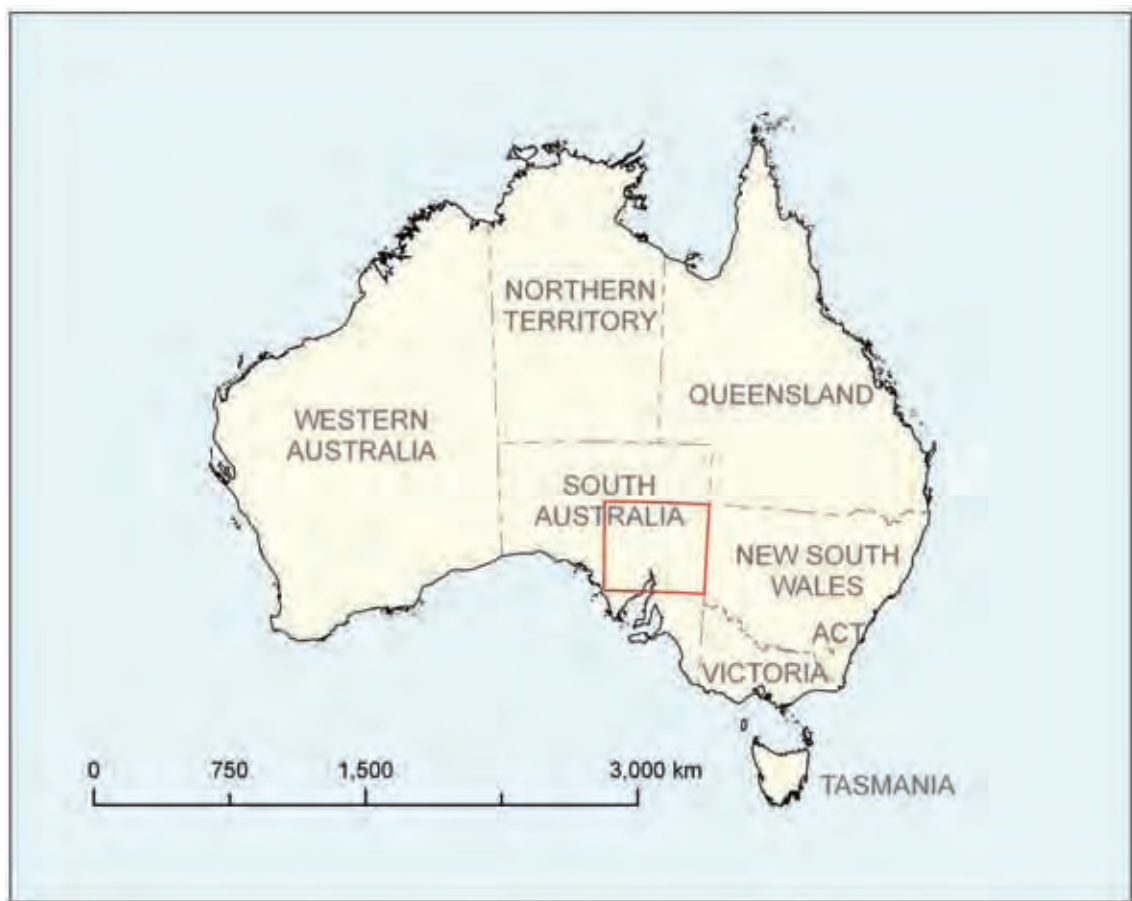 NORTHERN
TERRITORY
QUEENSLAND
WESTERN
AUSTRALIA
SOUTH
AUSTRALIA
NEW SOUTH
WALES
ACT
VICTORIA
0 750 1,500 3,000 km
TASMANIA